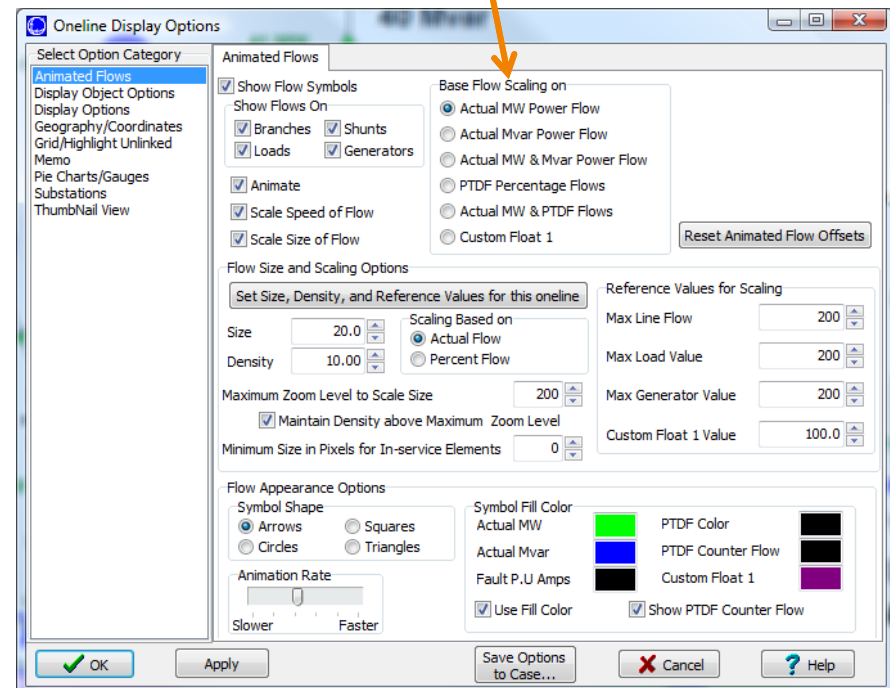 40 Mvar
Oneline Display Options
Select Option Category
Animated Flows
Display Object Options
Display Options
Geography/Coordinates
Grid/Highlight Unlinked
Memo
Pie Charts/Gauges
Substations
ThumbNail View
Animated Flows
Show Flow Symbols
Show Flows On
Branches Shunts
Loads Generators
Animate
Scale Speed of Flow
Scale Size of Flow
Base Flow Scaling on
Actual MW Power Flow
Actual Mvar Power Flow
Actual MW & Mvar Power Flow
PTDF Percentage Flows
Actual MW & PTDF Flows
Custom Float 1
Reset Animated Flow Offsets
Flow Size and Scaling Options
Set Size, Density, and Reference Values for this oneline
Size 20.0
Density 10.00
Scaling Based on
Actual Flow
Percent Flow
Maximum Zoom Level to Scale Size 200
Maintain Density above Maximum Zoom Level
Minimum Size in Pixels for In-service Elements 0
Reference Values for Scaling
Max Line Flow 200
Max Load Value 200
Max Generator Value 200
Custom Float 1 Value 100.0
Flow Appearance Options
Symbol Shape
Arrows Squares
Circles Triangles
Animation Rate
Slower Faster
Symbol Fill Color
Actual MW PTDF Color
Actual Mvar PTDF Counter Flow
Fault P.U Amps Custom Float 1
Use Fill Color Show PTDF Counter Flow
OK Apply Save Options to Case... Cancel Help